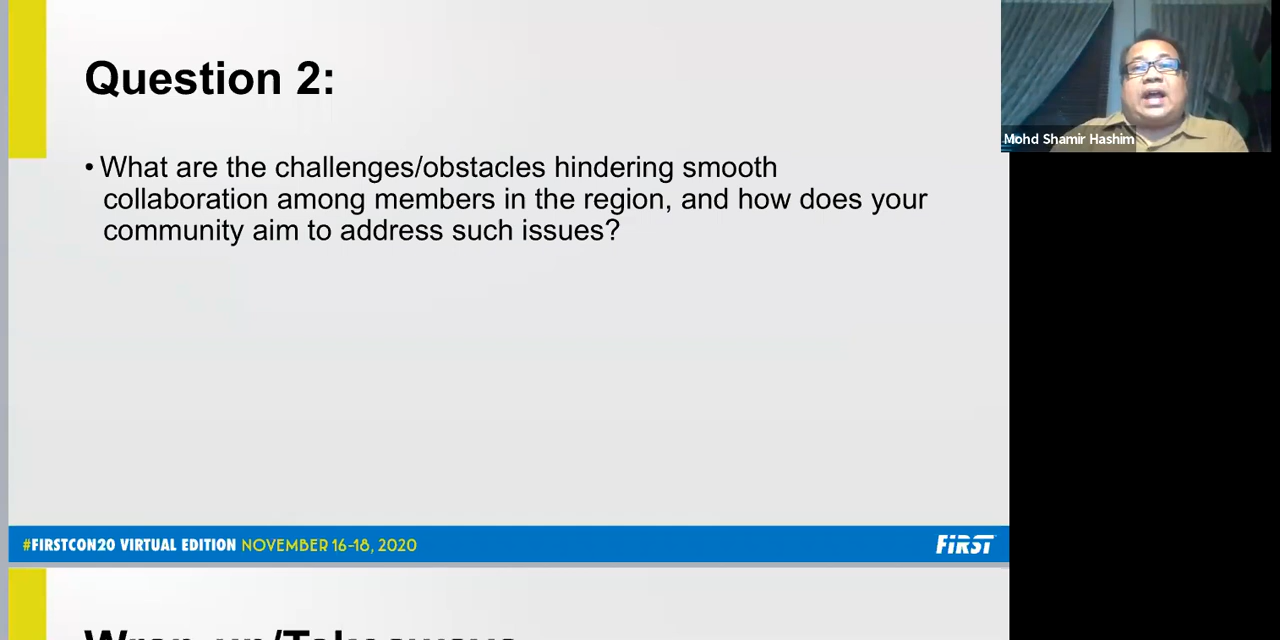 Question 2:
• What are the challenges/obstacles hindering smooth
collaboration among members in the region, and how does your
community aim to address such issues?
Mohd Shamir Hashim
#FIRSTCON20 VIRTUAL EDITION NOVEMBER 16-18, 2020
FiRST
Wrap-up/Takeaways